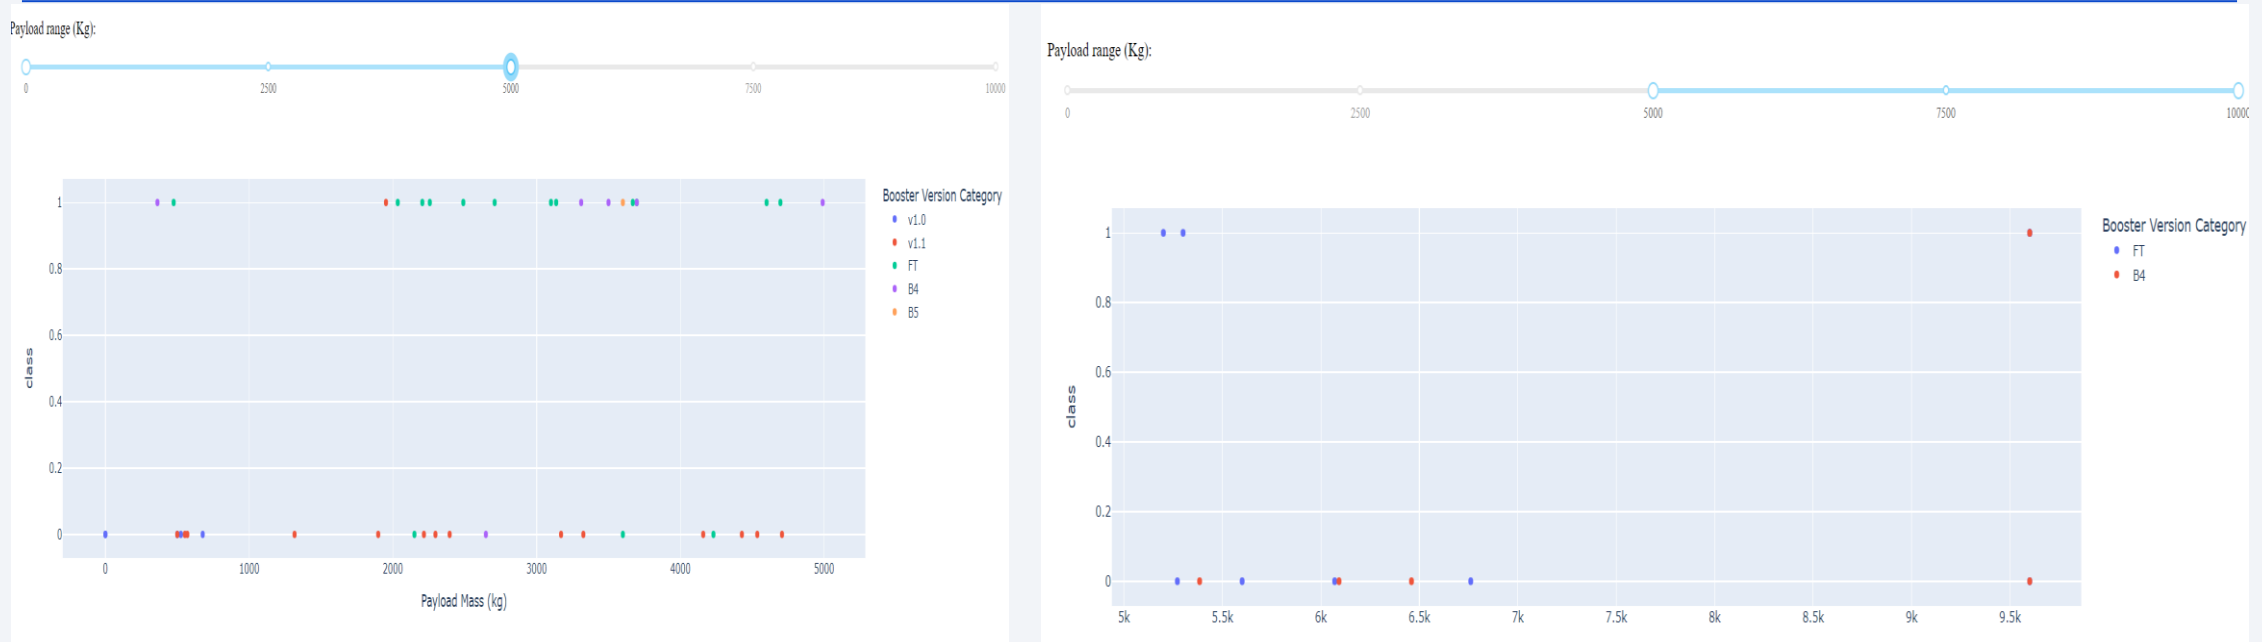 Payload range (Kg):
0 2500 5000 7500 10000
Booster Version Category
v1.0
v1.1
FT
B4
B5
1
0.8
0.6
0.4
0.2
0
class
0 1000 2000 3000 4000 5000
Payload Mass (kg)
Payload range (Kg):
0 2500 5000 7500 10000
Booster Version Category
FT
B4
1
0.8
0.6
0.4
0.2
0
class
5k 5.5k 6k 6.5k 7k 7.5k 8k 8.5k 9k 9.5k